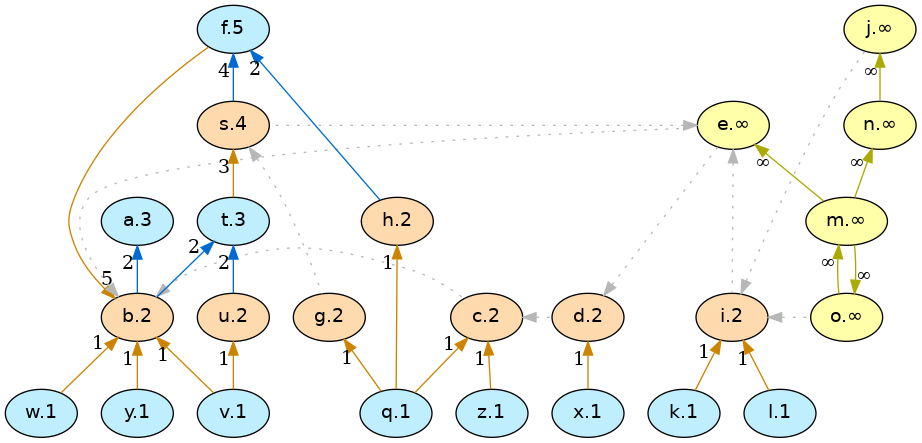 f.5
j.∞
4
2
∞
s.4
e.∞
n.∞
3
∞
∞
a.3
t.3
h.2
m.∞
2
2
2
1
∞
∞
5
b.2
u.2
g.2
c.2
d.2
i.2
o.∞
1
1
1
1
1
1
1
1
1
1
w.1
y.1
v.1
q.1
z.1
x.1
k.1
l.1